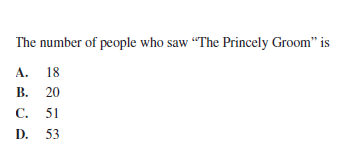 The number of people who saw “The Princely Groom” is
A. 18
B. 20
C. 51
D. 53